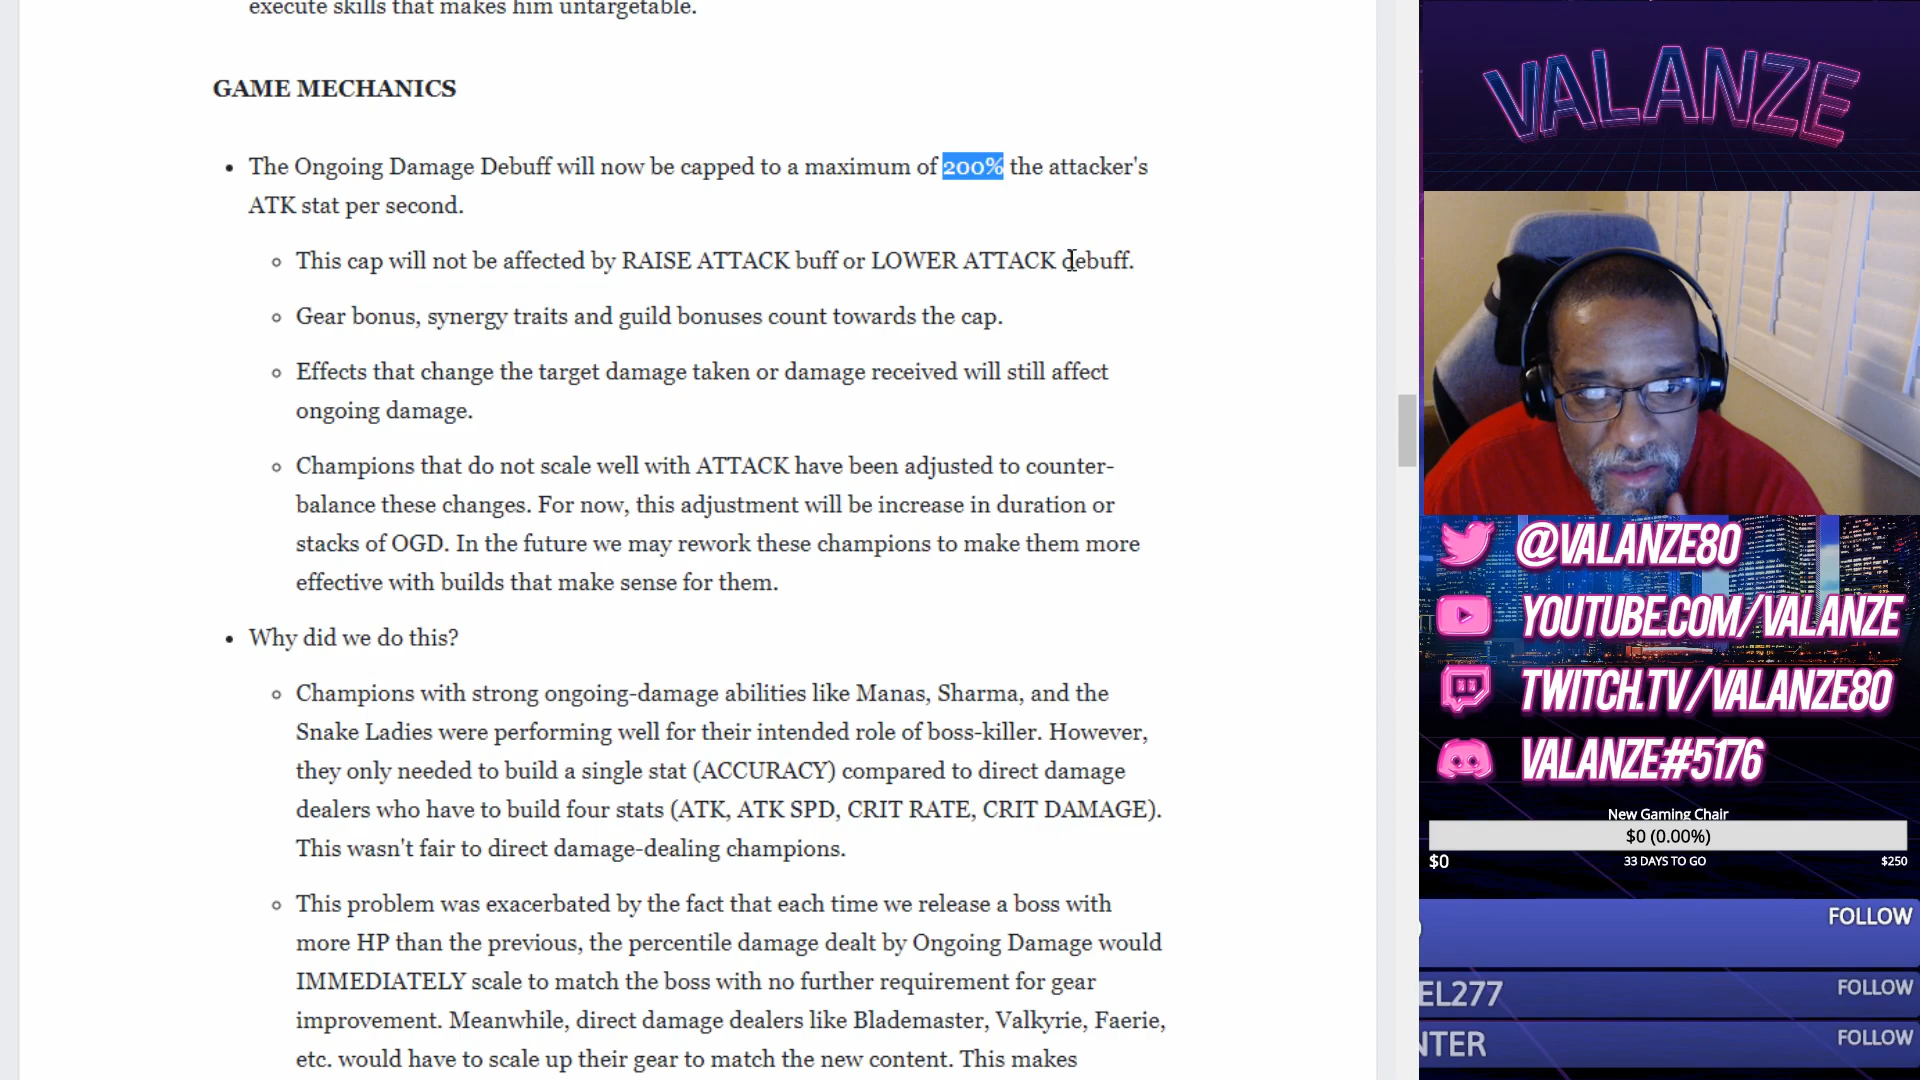 execute skills that makes him untargetable.
GAME MECHANICS
• The Ongoing Damage Debuff will now be capped to a maximum of 200% the attacker's
ATK stat per second.
◦ This cap will not be affected by RAISE ATTACK buff or LOWER ATTACK debuff.
◦ Gear bonus, synergy traits and guild bonuses count towards the cap.
◦ Effects that change the target damage taken or damage received will still affect
ongoing damage.
◦ Champions that do not scale well with ATTACK have been adjusted to counter-
balance these changes. For now, this adjustment will be increase in duration or
stacks of OGD. In the future we may rework these champions to make them more
effective with builds that make sense for them.
• Why did we do this?
◦ Champions with strong ongoing-damage abilities like Manas, Sharma, and the
Snake Ladies were performing well for their intended role of boss-killer. However,
they only needed to build a single stat (ACCURACY) compared to direct damage
dealers who have to build four stats (ATK, ATK SPD, CRIT RATE, CRIT DAMAGE).
This wasn't fair to direct damage-dealing champions.
◦ This problem was exacerbated by the fact that each time we release a boss with
more HP than the previous, the percentile damage dealt by Ongoing Damage would
IMMEDIATELY scale to match the boss with no further requirement for gear
improvement. Meanwhile, direct damage dealers like Blademaster, Valkyrie, Faerie,
etc. would have to scale up their gear to match the new content. This makes
VALANZE
@VALANZE80
YOUTUBE.COM/VALANZE
TWITCH.TV/VALANZE80
VALANZE#5176
New Gaming Chair
$0 (0.00%)
$0 33 DAYS TO GO $250
FOLLOW
EL277 FOLLOW
NTER FOLLOW